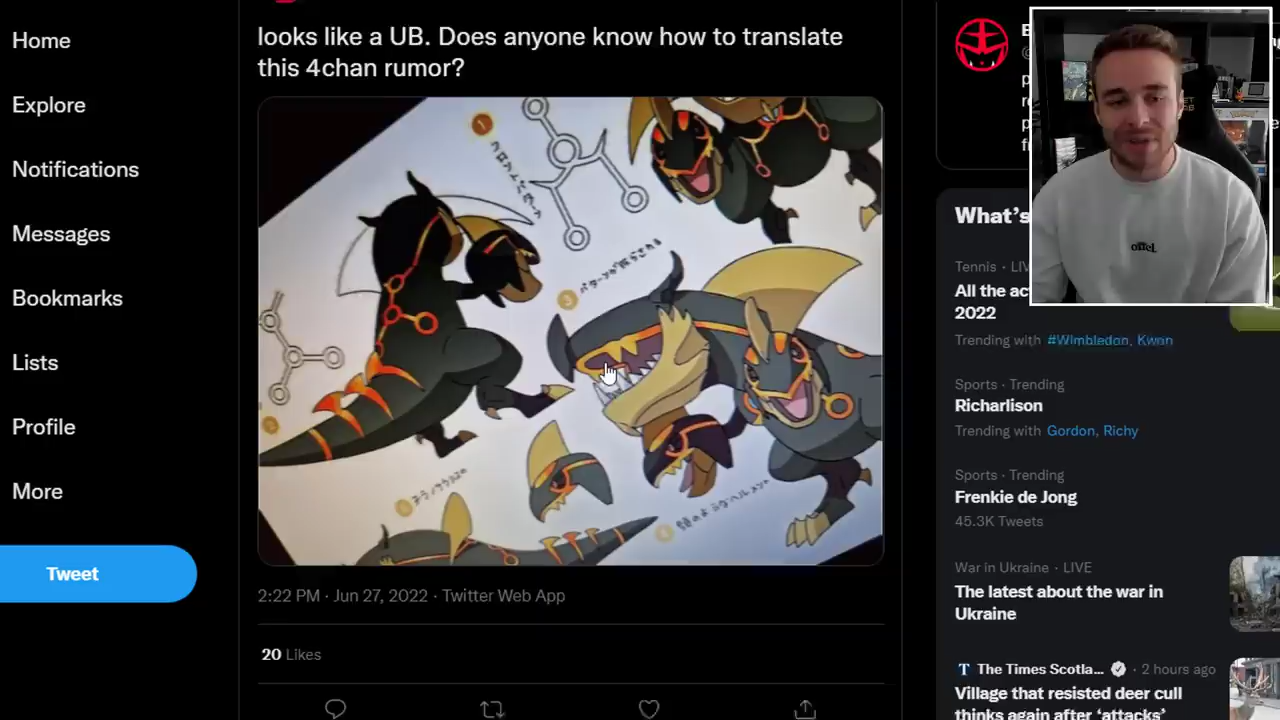 Home
Explore
Notifications
Messages
Bookmarks
Lists
Profile
More
Tweet
looks like a UB. Does anyone know how to translate
this 4chan rumor?
1
3
2:22 PM · Jun 27, 2022 · Twitter Web App
20 Likes
What's
Tennis · LIV
All the ac
2022
Trending with #Wimbledon, Kwon
Sports · Trending
Richarlison
Trending with Gordon, Richy
Sports · Trending
Frenkie de Jong
45.3K Tweets
War in Ukraine · LIVE
The latest about the war in
Ukraine
T The Times Scotla... · 2 hours ago
Village that resisted deer cull
thinks again after 'attacks'